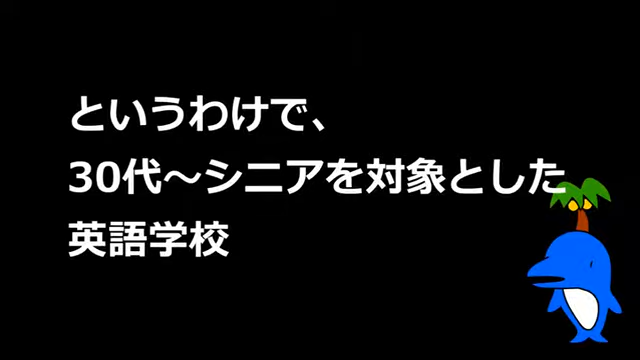 というわけで、
30代～シニアを対象とした
英語学校